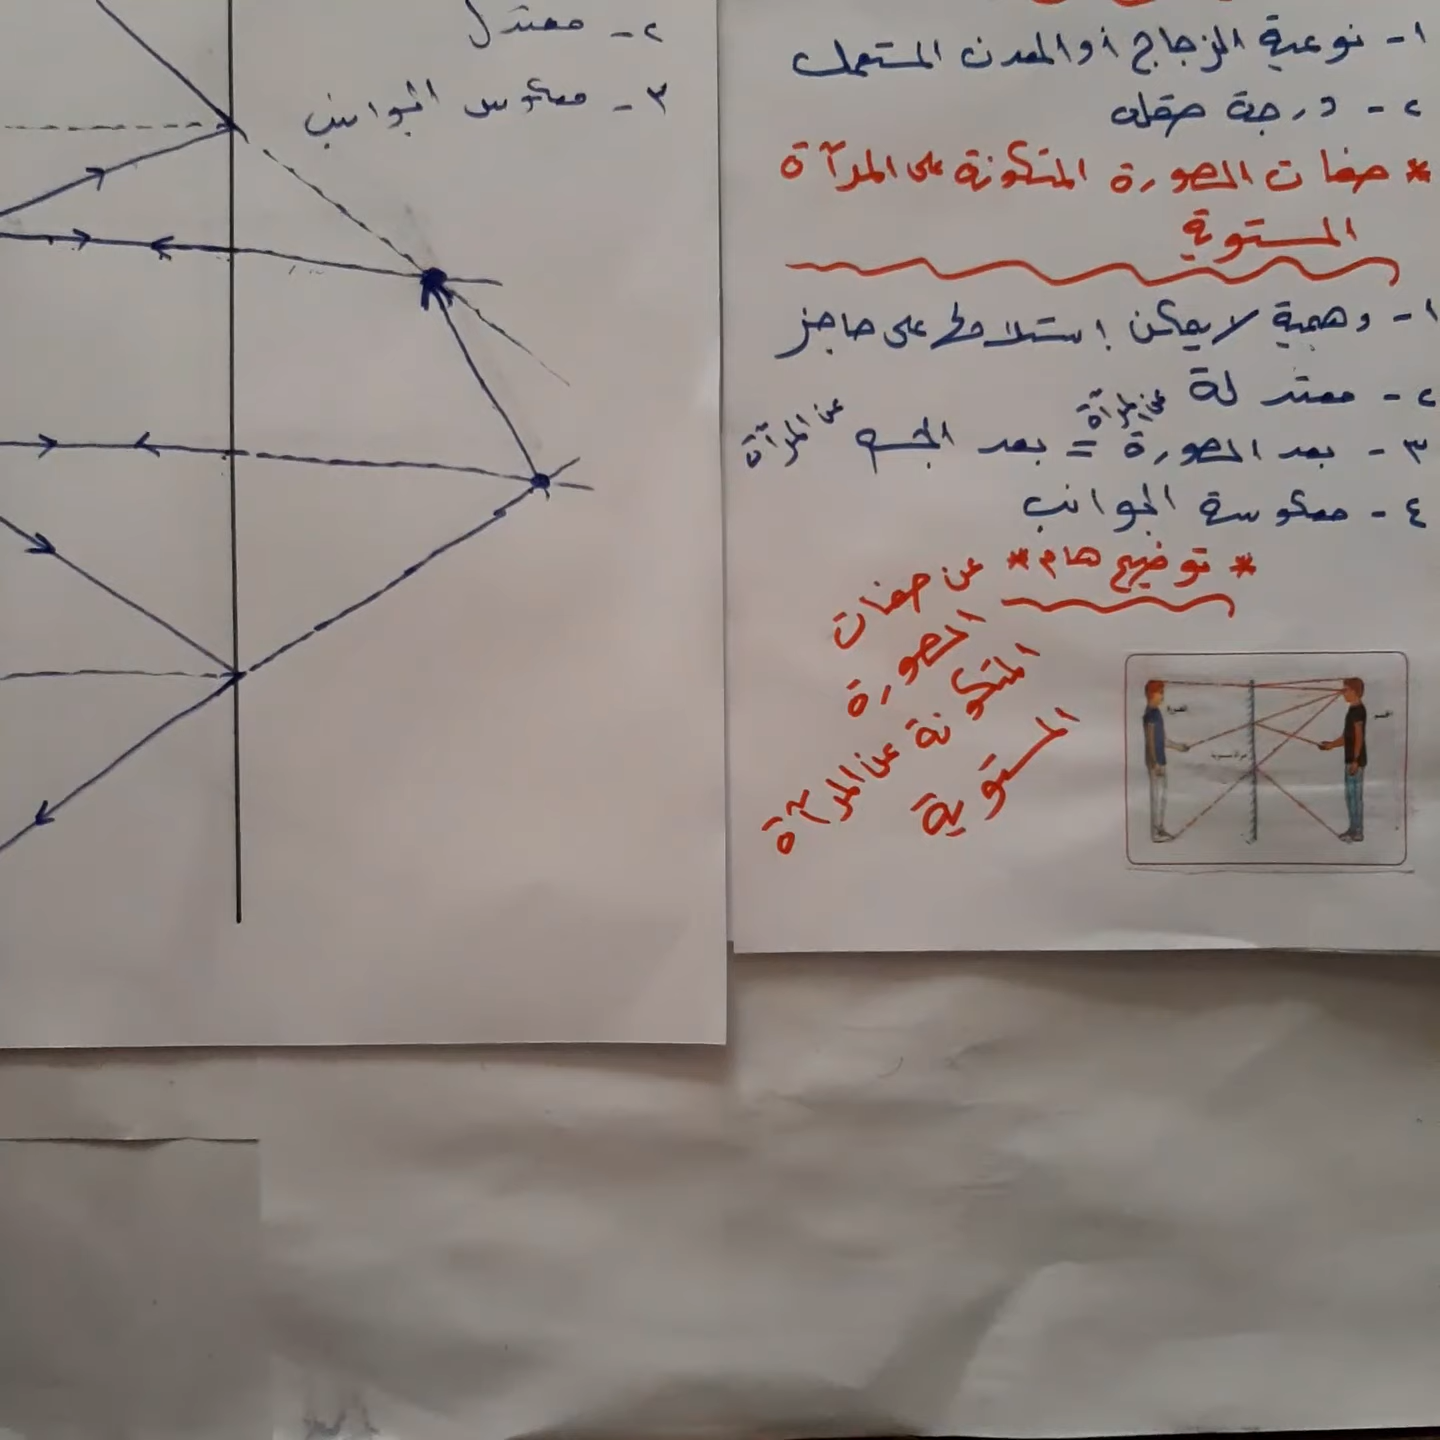 ١- نوعية الزجاج أو المعدن المستعمل
٢- درجة صقله
* صفات الصورة المتكونة على المرآة
المستوية
١- وهمية لا يمكن إستلامها على حاجز
٢- معتدلة
٣- بعد الصورة عن المرآة = بعد الجسم عن المرآة
٤- معكوسة الجوانب
* توضيح هام * عن صفات
الصورة
المتكونة عن المرآة
المستوية
٢- معتدل
٣- معكوس الجوانب